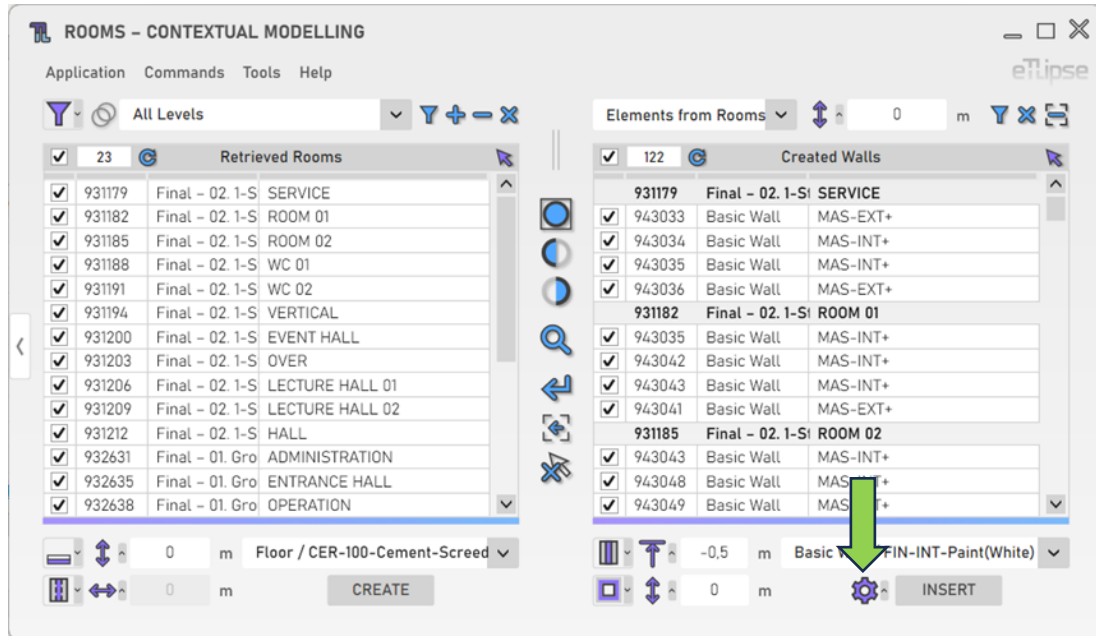 ROOMS – CONTEXTUAL MODELLING
Application Commands Tools Help
eTLipse
All Levels
Elements from Rooms 0 m
23 Retrieved Rooms
931179 Final – 02. 1-S SERVICE
931182 Final – 02. 1-S ROOM 01
931185 Final – 02. 1-S ROOM 02
931188 Final – 02. 1-S WC 01
931191 Final – 02. 1-S WC 02
931194 Final – 02. 1-S VERTICAL
931200 Final – 02. 1-S EVENT HALL
931203 Final – 02. 1-S OVER
931206 Final – 02. 1-S LECTURE HALL 01
931209 Final – 02. 1-S LECTURE HALL 02
931212 Final – 02. 1-S HALL
932631 Final – 01. Gro ADMINISTRATION
932635 Final – 01. Gro ENTRANCE HALL
932638 Final – 01. Gro OPERATION
122 Created Walls
931179 Final – 02. 1-St SERVICE
943033 Basic Wall MAS-EXT+
943034 Basic Wall MAS-INT+
943035 Basic Wall MAS-INT+
943036 Basic Wall MAS-EXT+
931182 Final – 02. 1-St ROOM 01
943035 Basic Wall MAS-INT+
943042 Basic Wall MAS-INT+
943043 Basic Wall MAS-INT+
943041 Basic Wall MAS-EXT+
931185 Final – 02. 1-St ROOM 02
943043 Basic Wall MAS-INT+
943048 Basic Wall MAS-INT+
943049 Basic Wall MAS-INT+
0 m Floor / CER-100-Cement-Screed
0 m CREATE
-0,5 m Basic FIN-INT-Paint(White)
0 m INSERT